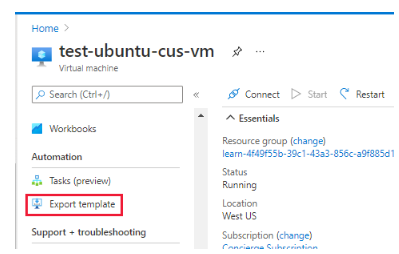 Home >
test-ubuntu-cus-vm
Virtual machine
Search (Ctrl+/)
«
Connect
Start
Restart
Workbooks
Automation
Tasks (preview)
Export template
Support + troubleshooting
Essentials
Resource group (change)
learn-4f49f55b-39c1-43a3-856c-a9f885d1
Status
Running
Location
West US
Subscription (change)
Concierge Subscription